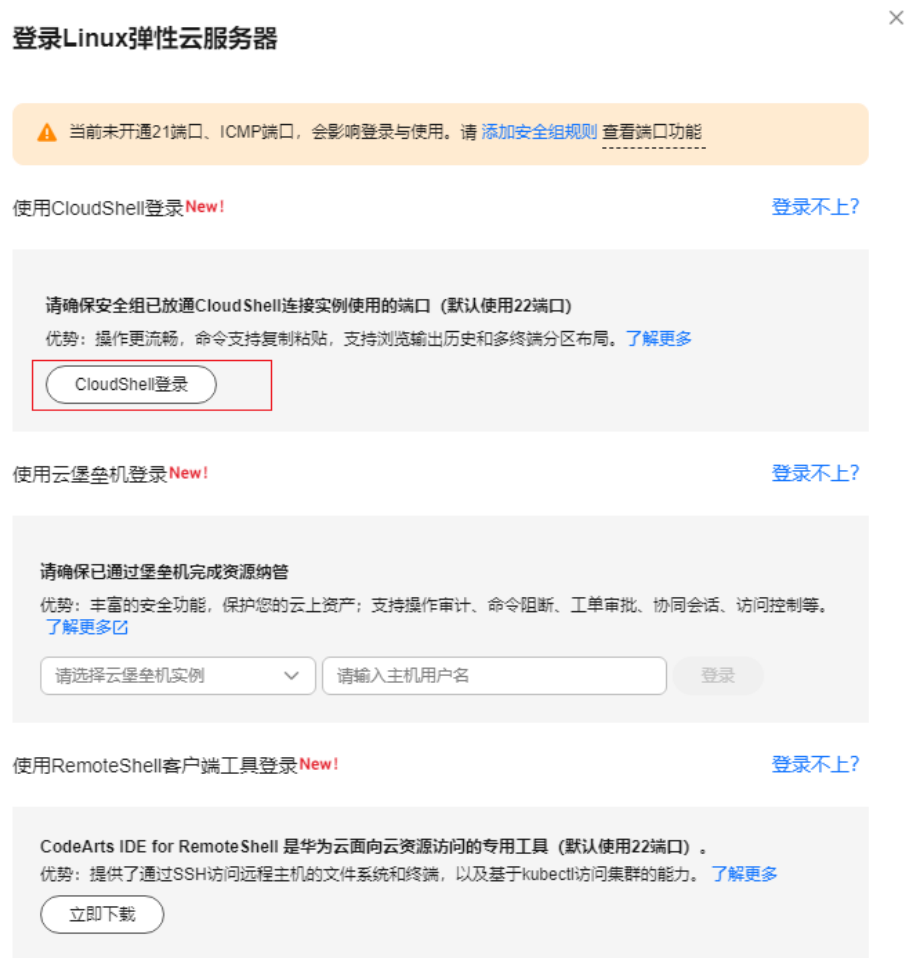 登录Linux弹性云服务器
当前未开通21端口、ICMP端口，会影响登录与使用。请 添加安全组规则 查看端口功能
使用CloudShell登录New!
登录不上?
请确保安全组已放通CloudShell连接实例使用的端口（默认使用22端口）
优势：操作更流畅，命令支持复制粘贴，支持浏览输出历史和多终端分区布局。了解更多
CloudShell登录
使用云堡垒机登录New!
登录不上?
请确保已通过堡垒机完成资源纳管
优势：丰富的安全功能，保护您的云上资产；支持操作审计、命令阻断、工单审批、协同会话、访问控制等。
了解更多
请选择云堡垒机实例
请输入主机用户名
登录
使用RemoteShell客户端工具登录New!
登录不上?
CodeArts IDE for RemoteShell 是华为云面向云资源访问的专用工具（默认使用22端口）。
优势：提供了通过SSH访问远程主机的文件系统和终端，以及基于kubectl访问集群的能力。 了解更多
立即下载